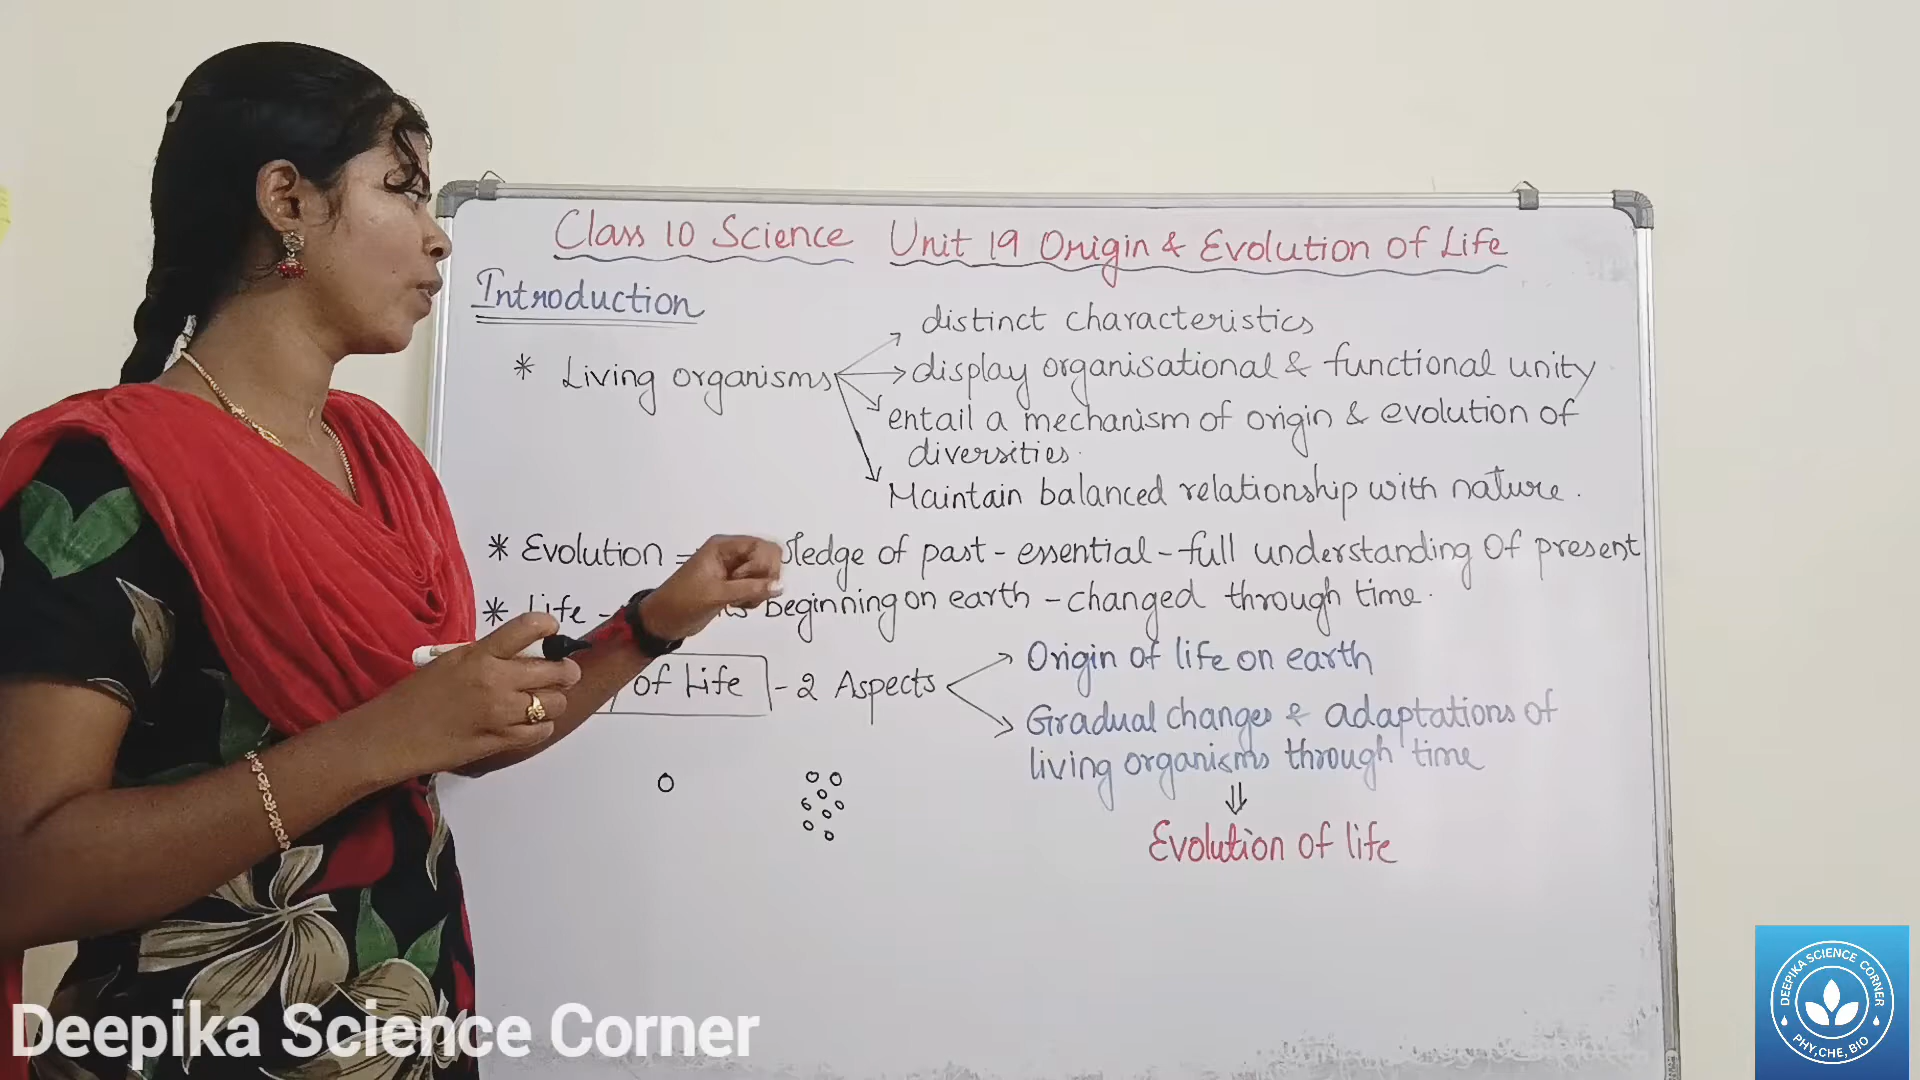 Class 10 Science Unit 19 Origin & Evolution of Life
Introduction
* Living organisms
distinct characteristics
display organisational & functional unity
entail a mechanism of origin & evolution of
diversities.
Maintain balanced relationship with nature.
* Evolution of past - essential - full understanding Of present
* Life - beginning on earth - changed through time.
of Life - 2 Aspects
Origin of life on earth
Gradual changes & adaptations of
living organisms through time
⇓
Evolution of life
Deepika Science Corner
DEEPIKA SCIENCE CORNER
PHY,CHE,BIO